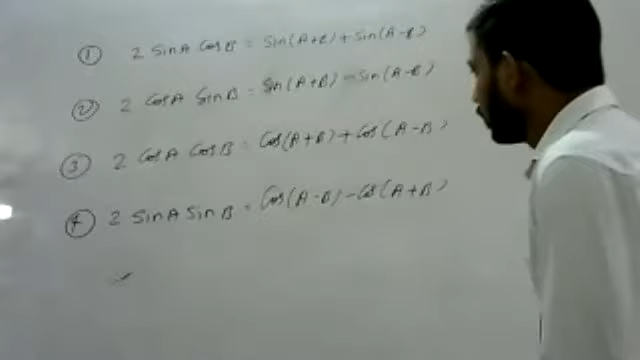 ① 2 sinA cosB = sin(A+B)+sin(A-B)
② 2 cosA sinB = sin(A+B)-sin(A-B)
③ 2 cosA cosB = cos(A+B)+cos(A-B)
④ 2 sinA sinB = cos(A-B)-cos(A+B)